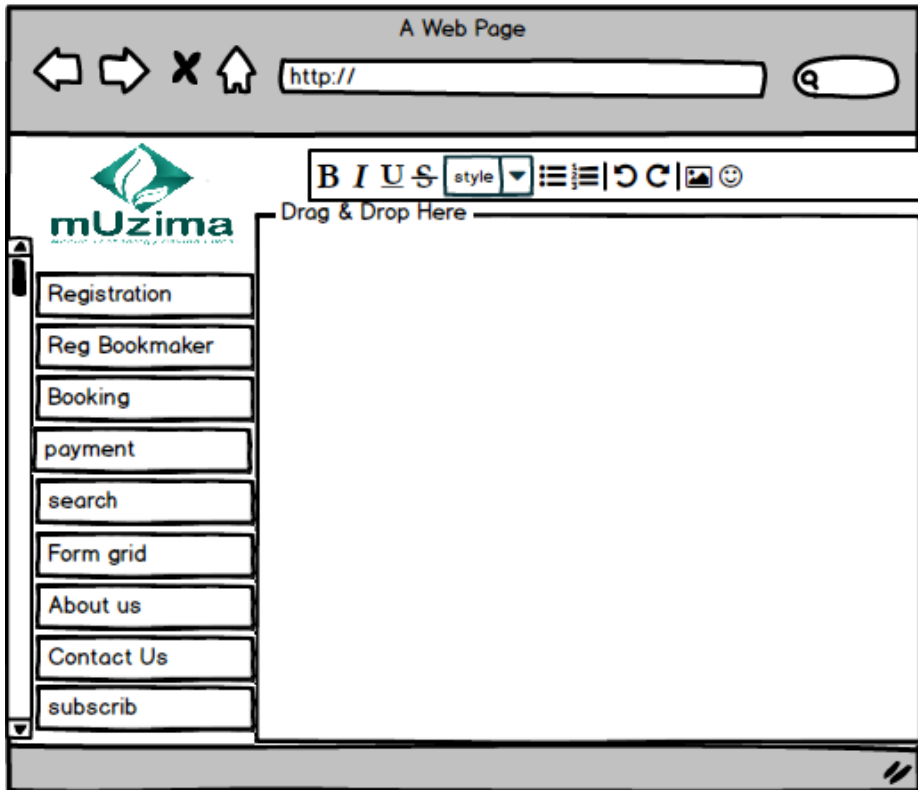 A Web Page
http://
B I U S style
mUzima
Drag & Drop Here
Registration
Reg Bookmaker
Booking
payment
search
Form grid
About us
Contact Us
subscrib